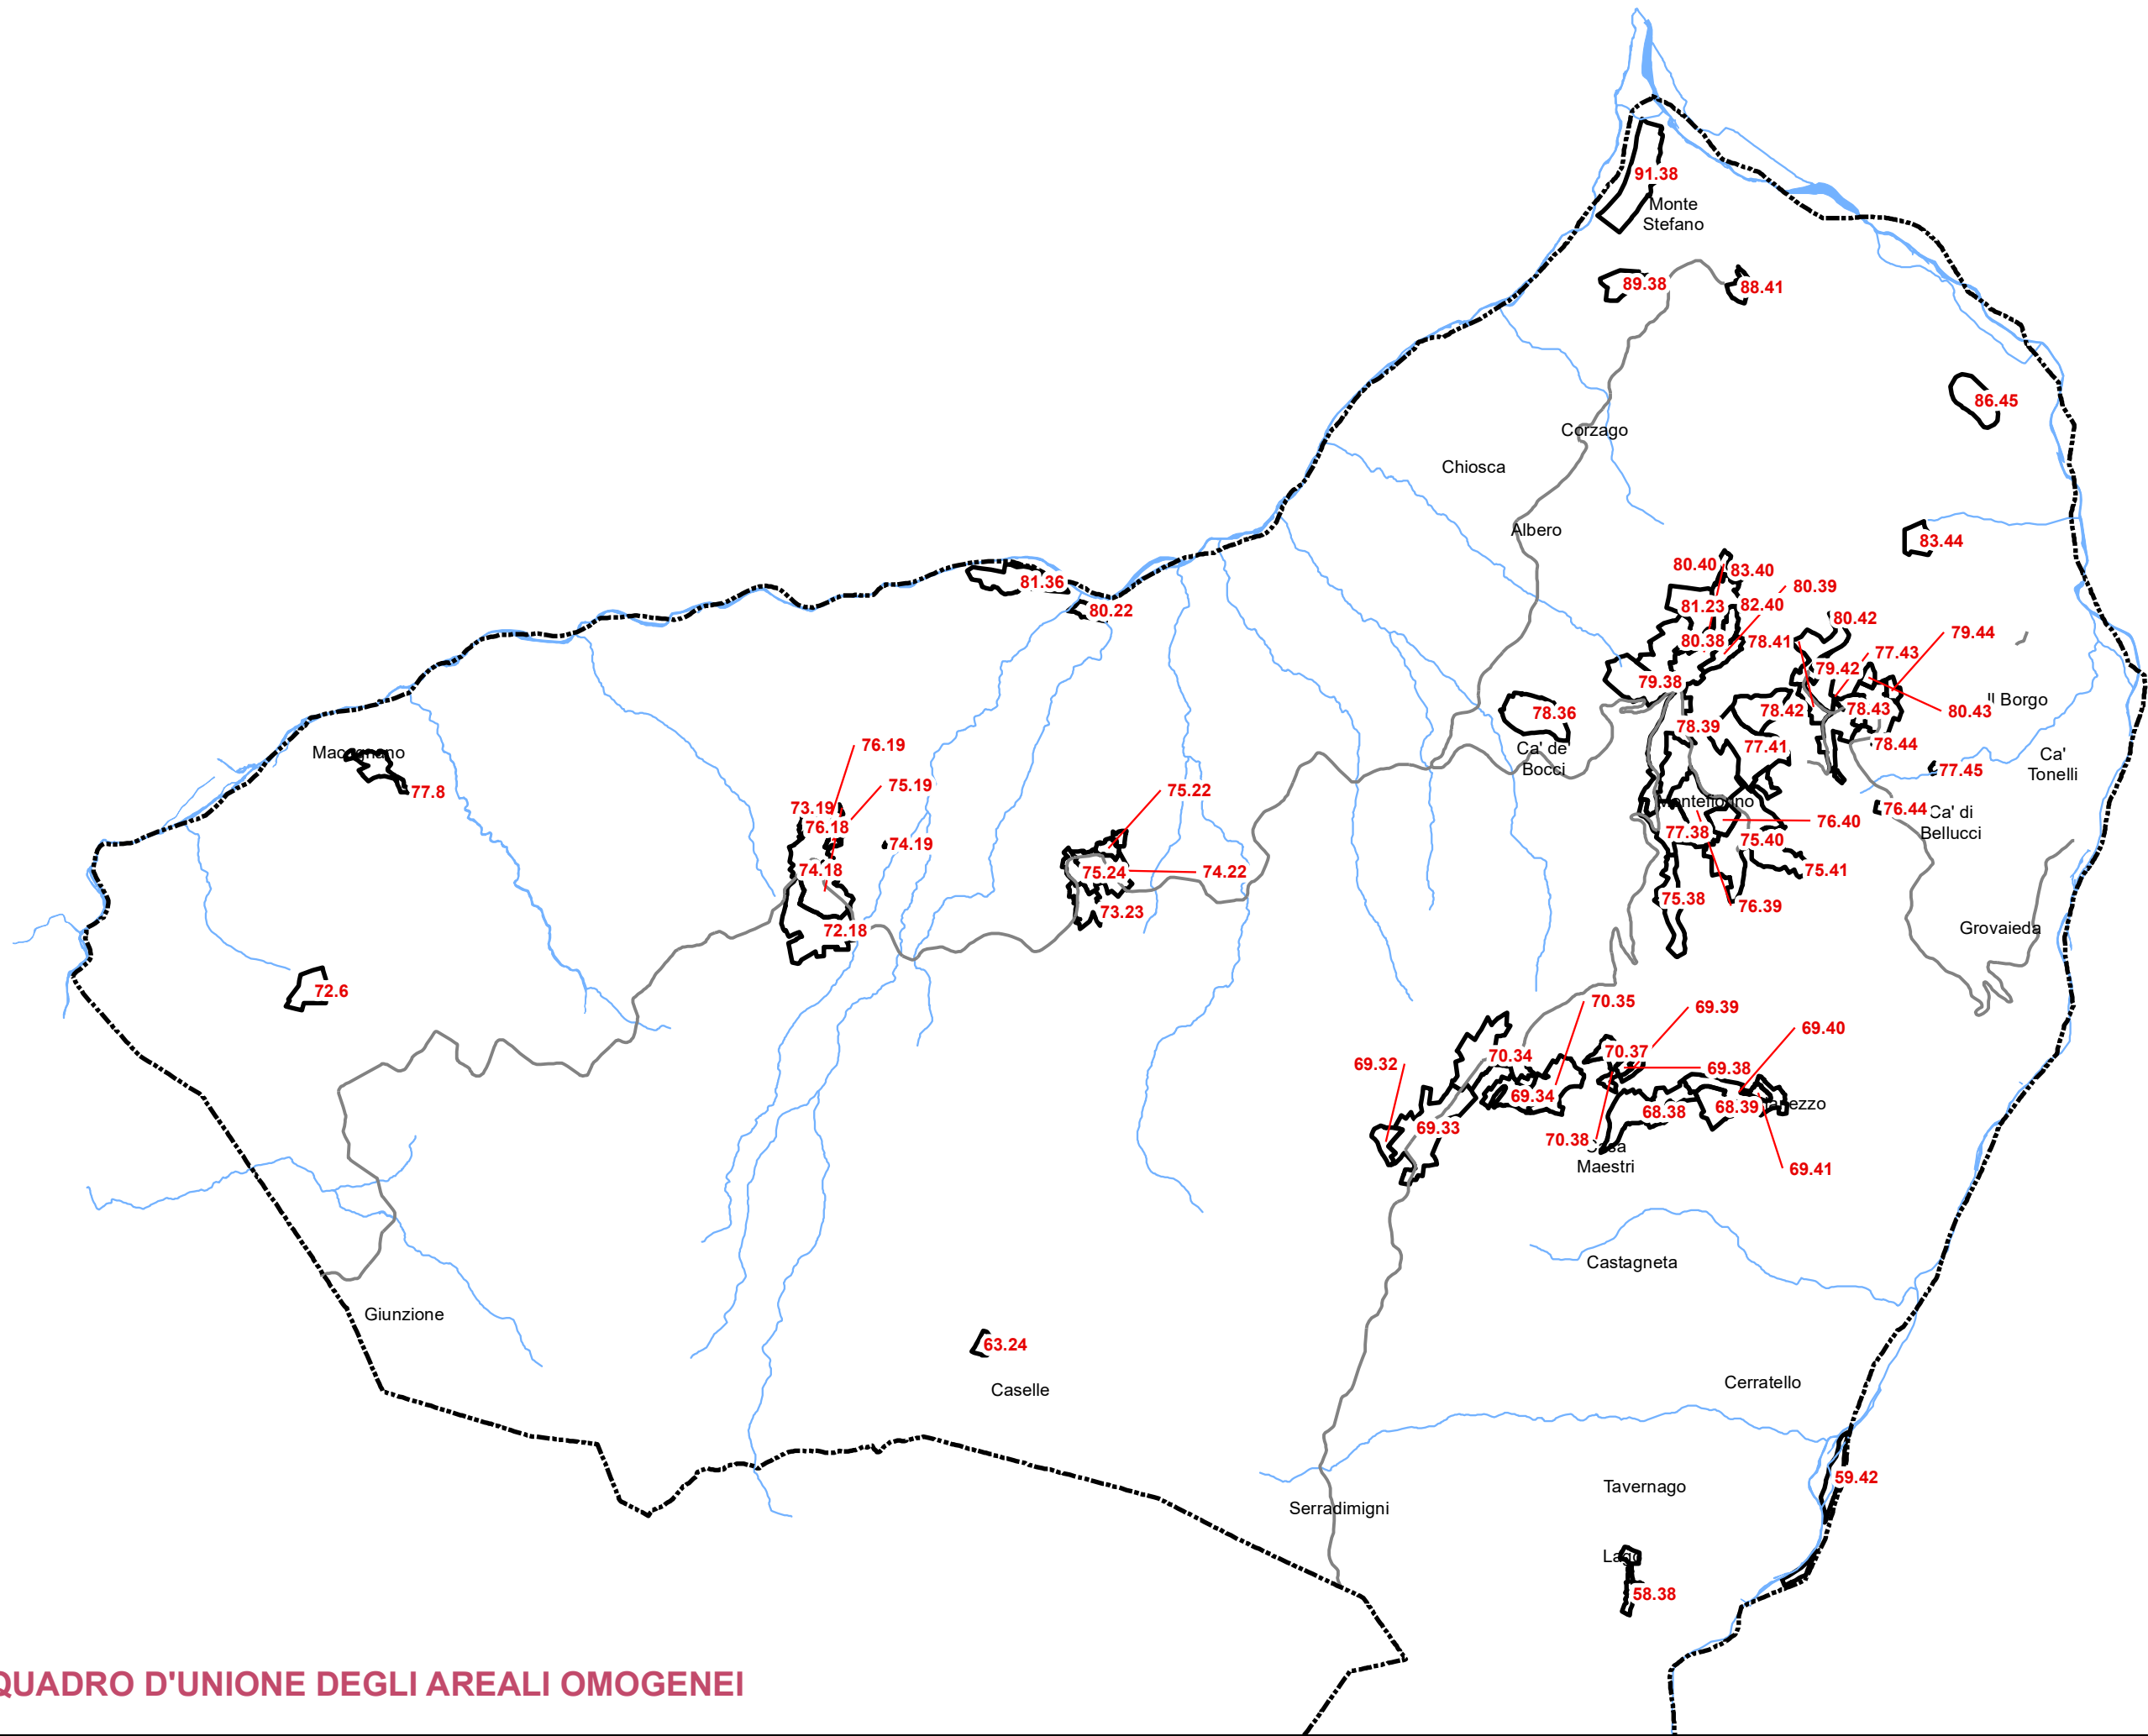 91.38
Monte
Stefano
89.38
88.41
86.45
Corzago
Chiosca
Albero
83.44
80.40
83.40
81.36
80.39
80.22
81.23
82.40
80.42
79.44
80.38
78.41
77.43
79.42
79.38
Il Borgo
78.36
78.42
78.43
80.43
78.39
76.19
77.41
78.44
Ca' de
Bocci
Ca'
Tonelli
77.45
77.8
75.19
75.22
73.19
Montefiorino
76.44
Ca' di
Bellucci
76.18
76.40
77.38
75.40
74.19
74.18
75.24
74.22
75.41
75.38
76.39
73.23
72.18
Grovaieda
72.6
70.35
69.39
69.40
70.34
70.37
69.32
69.38
69.34
68.38
68.39
69.33
70.38
Casa
Maestri
69.41
Castagneta
Giunzione
63.24
Caselle
Cerratello
59.42
Tavernago
Serradimigni
Lago
58.38
QUADRO D'UNIONE DEGLI AREALI OMOGENEI